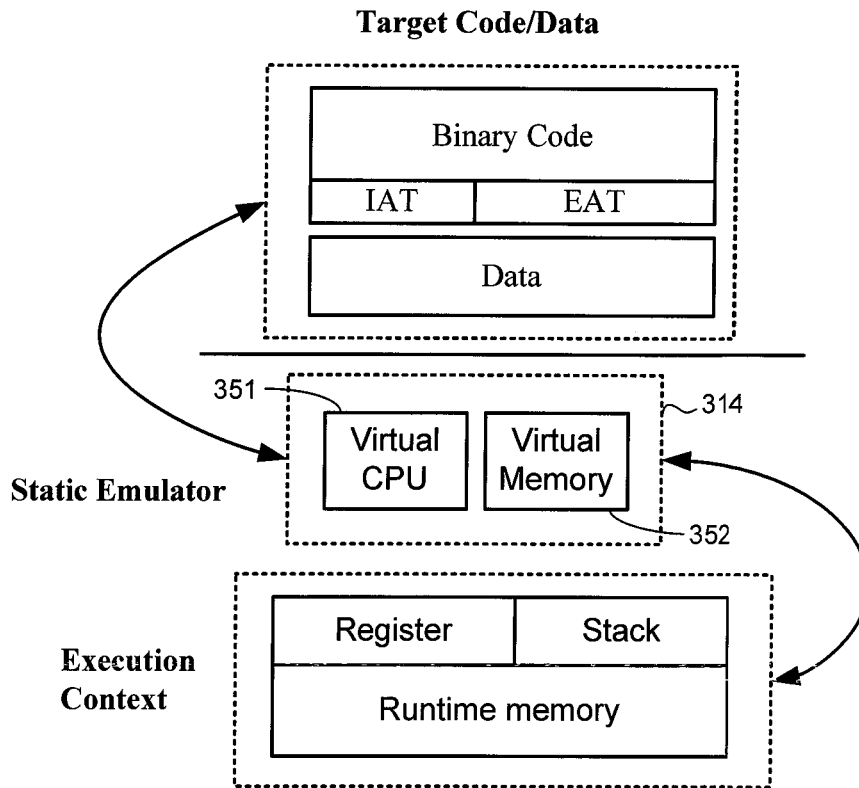 Target Code/Data
Binary Code
IAT
EAT
Data
351
314
Virtual
CPU
Virtual
Memory
Static Emulator
352
Register
Stack
Execution
Context
Runtime memory